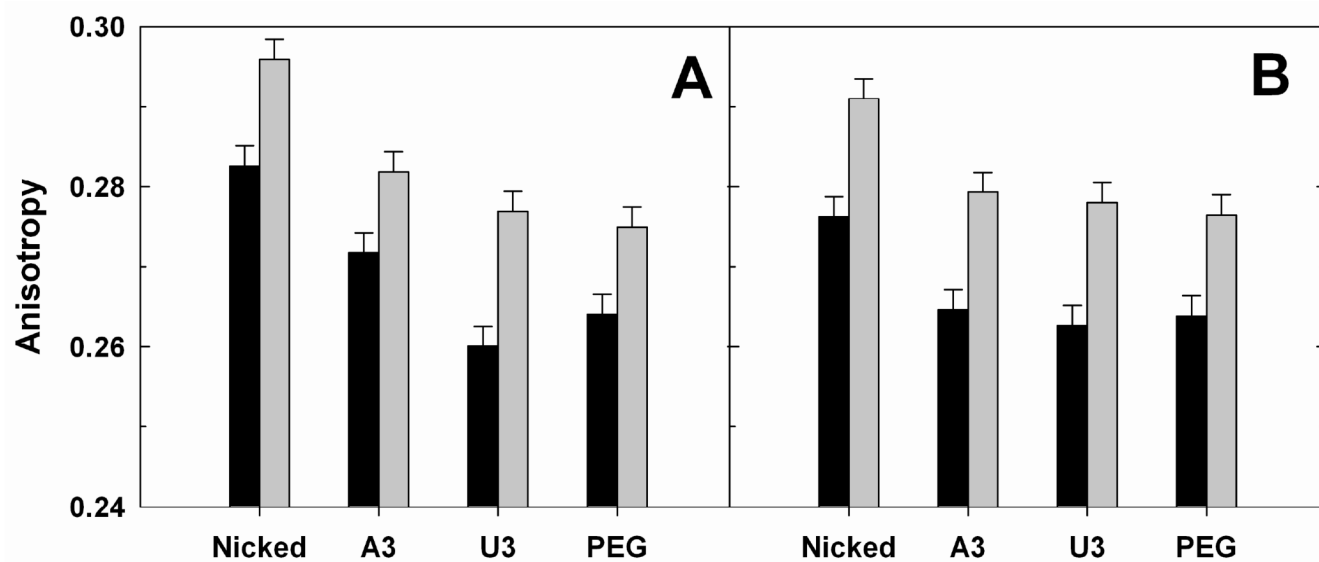 0.30
A
B
0.28
Anisotropy
0.26
0.24
Nicked A3 U3 PEG Nicked A3 U3 PEG